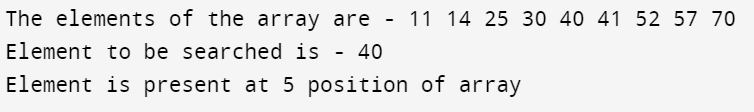 The elements of the array are - 11 14 25 30 40 41 52 57 70
Element to be searched is - 40
Element is present at 5 position of array